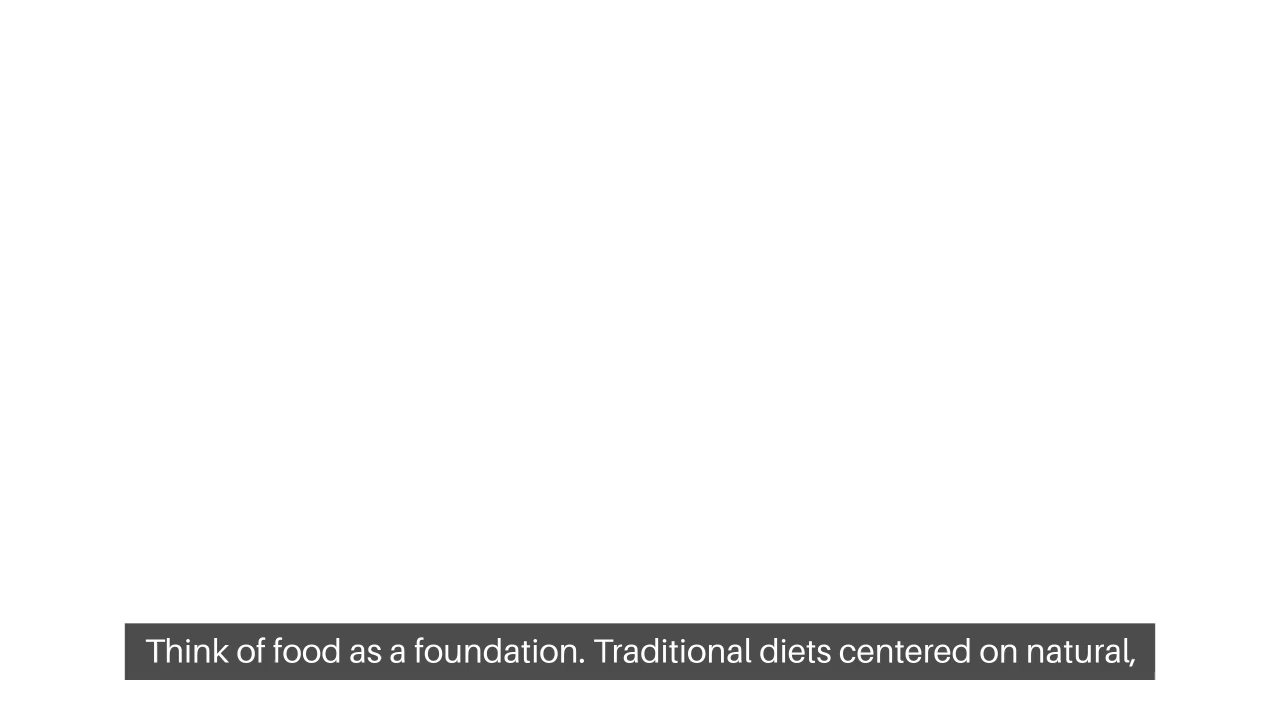 Think of food as a foundation. Traditional diets centered on natural,